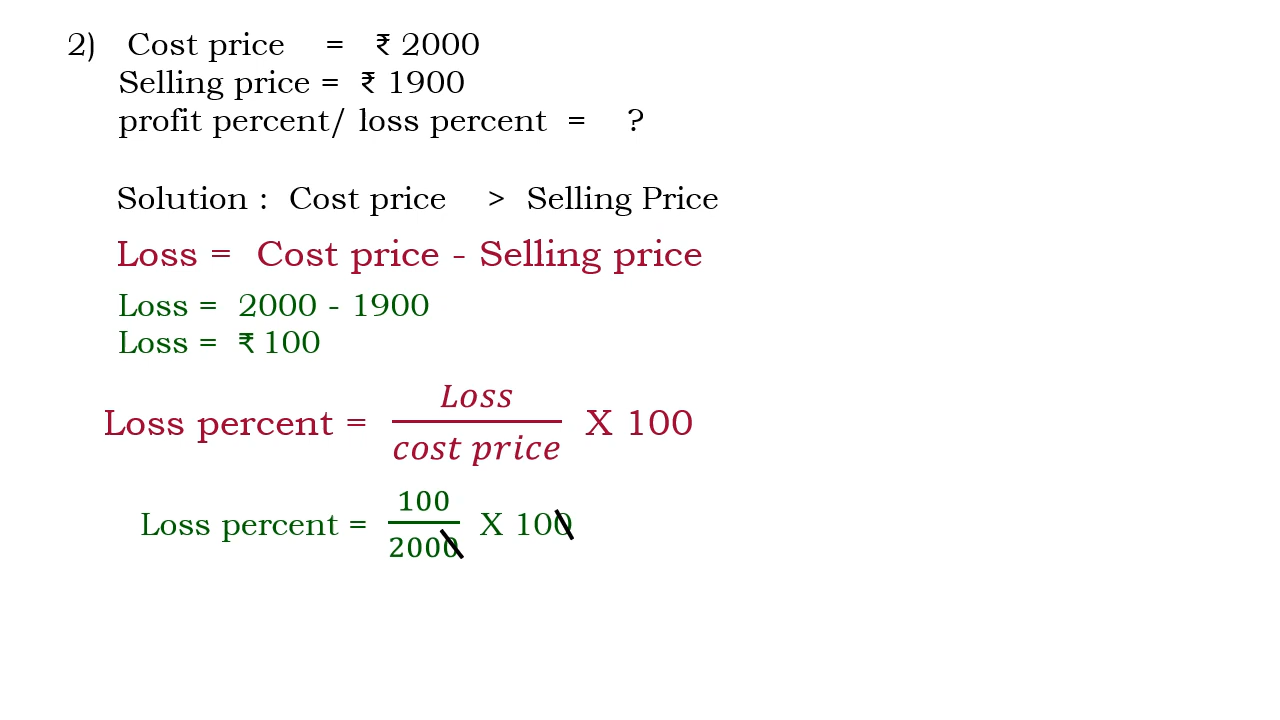 2) Cost price = ₹ 2000
Selling price = ₹ 1900
profit percent/ loss percent = ?
Solution : Cost price > Selling Price
Loss = Cost price - Selling price
Loss = 2000 - 1900
Loss = ₹ 100
Loss percent = Loss / cost price X 100
Loss percent = 100 / 2000 X 100